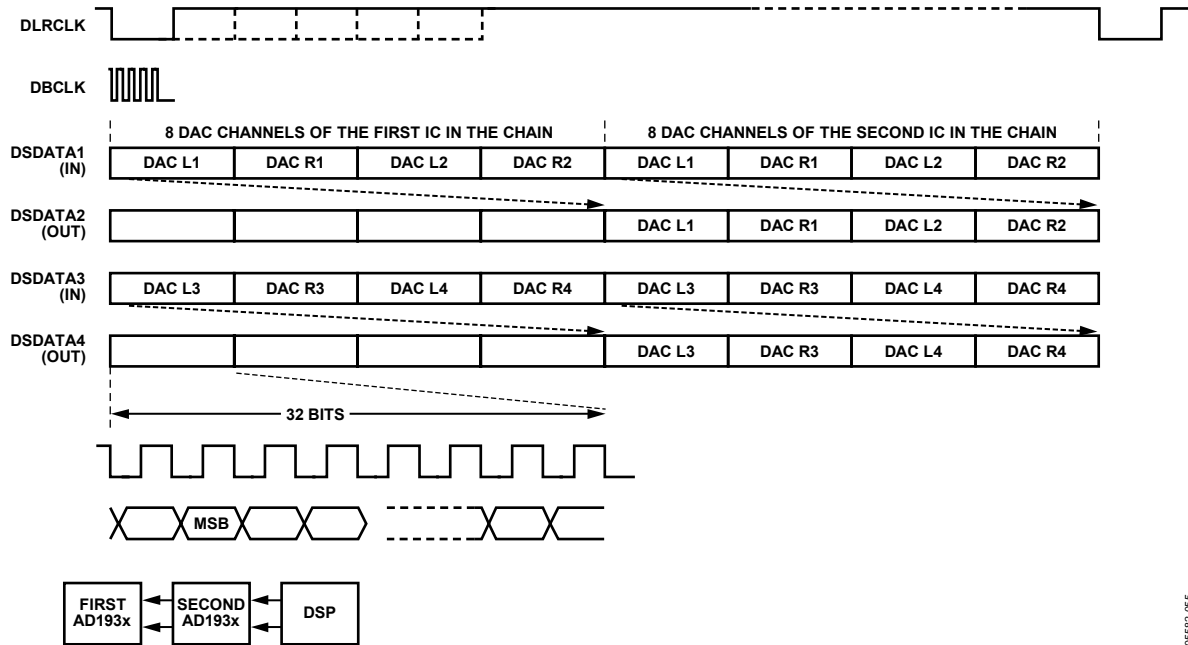 DLRCLK
DBCLK
8 DAC CHANNELS OF THE FIRST IC IN THE CHAIN
8 DAC CHANNELS OF THE SECOND IC IN THE CHAIN
DSDATA1
(IN)
DAC L1 DAC R1 DAC L2 DAC R2 DAC L1 DAC R1 DAC L2 DAC R2
DSDATA2
(OUT)
DAC L1 DAC R1 DAC L2 DAC R2
DSDATA3
(IN)
DAC L3 DAC R3 DAC L4 DAC R4 DAC L3 DAC R3 DAC L4 DAC R4
DSDATA4
(OUT)
DAC L3 DAC R3 DAC L4 DAC R4
32 BITS
MSB
FIRST
AD193x
SECOND
AD193x
DSP